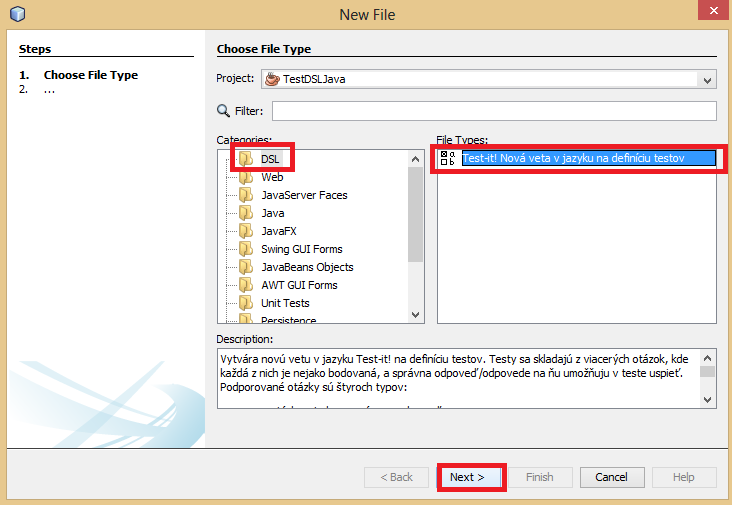 New File
Steps
1. Choose File Type
2. ...
Choose File Type
Project: TestDSLJava
Filter:
Categories:
DSL
Web
JavaServer Faces
Java
JavaFX
Swing GUI Forms
JavaBeans Objects
AWT GUI Forms
Unit Tests
Persistence
File Types:
Test-it! Nová veta v jazyku na definíciu testov
Description:
Vytvára novú vetu v jazyku Test-it! na definíciu testov. Testy sa skladajú z viacerých otázok, kde
každá z nich je nejako bodovaná, a správna odpoveď/odpovede na ňu umožňuju v teste uspieť.
Podporované otázky sú štyroch typov:
< Back
Next >
Finish
Cancel
Help